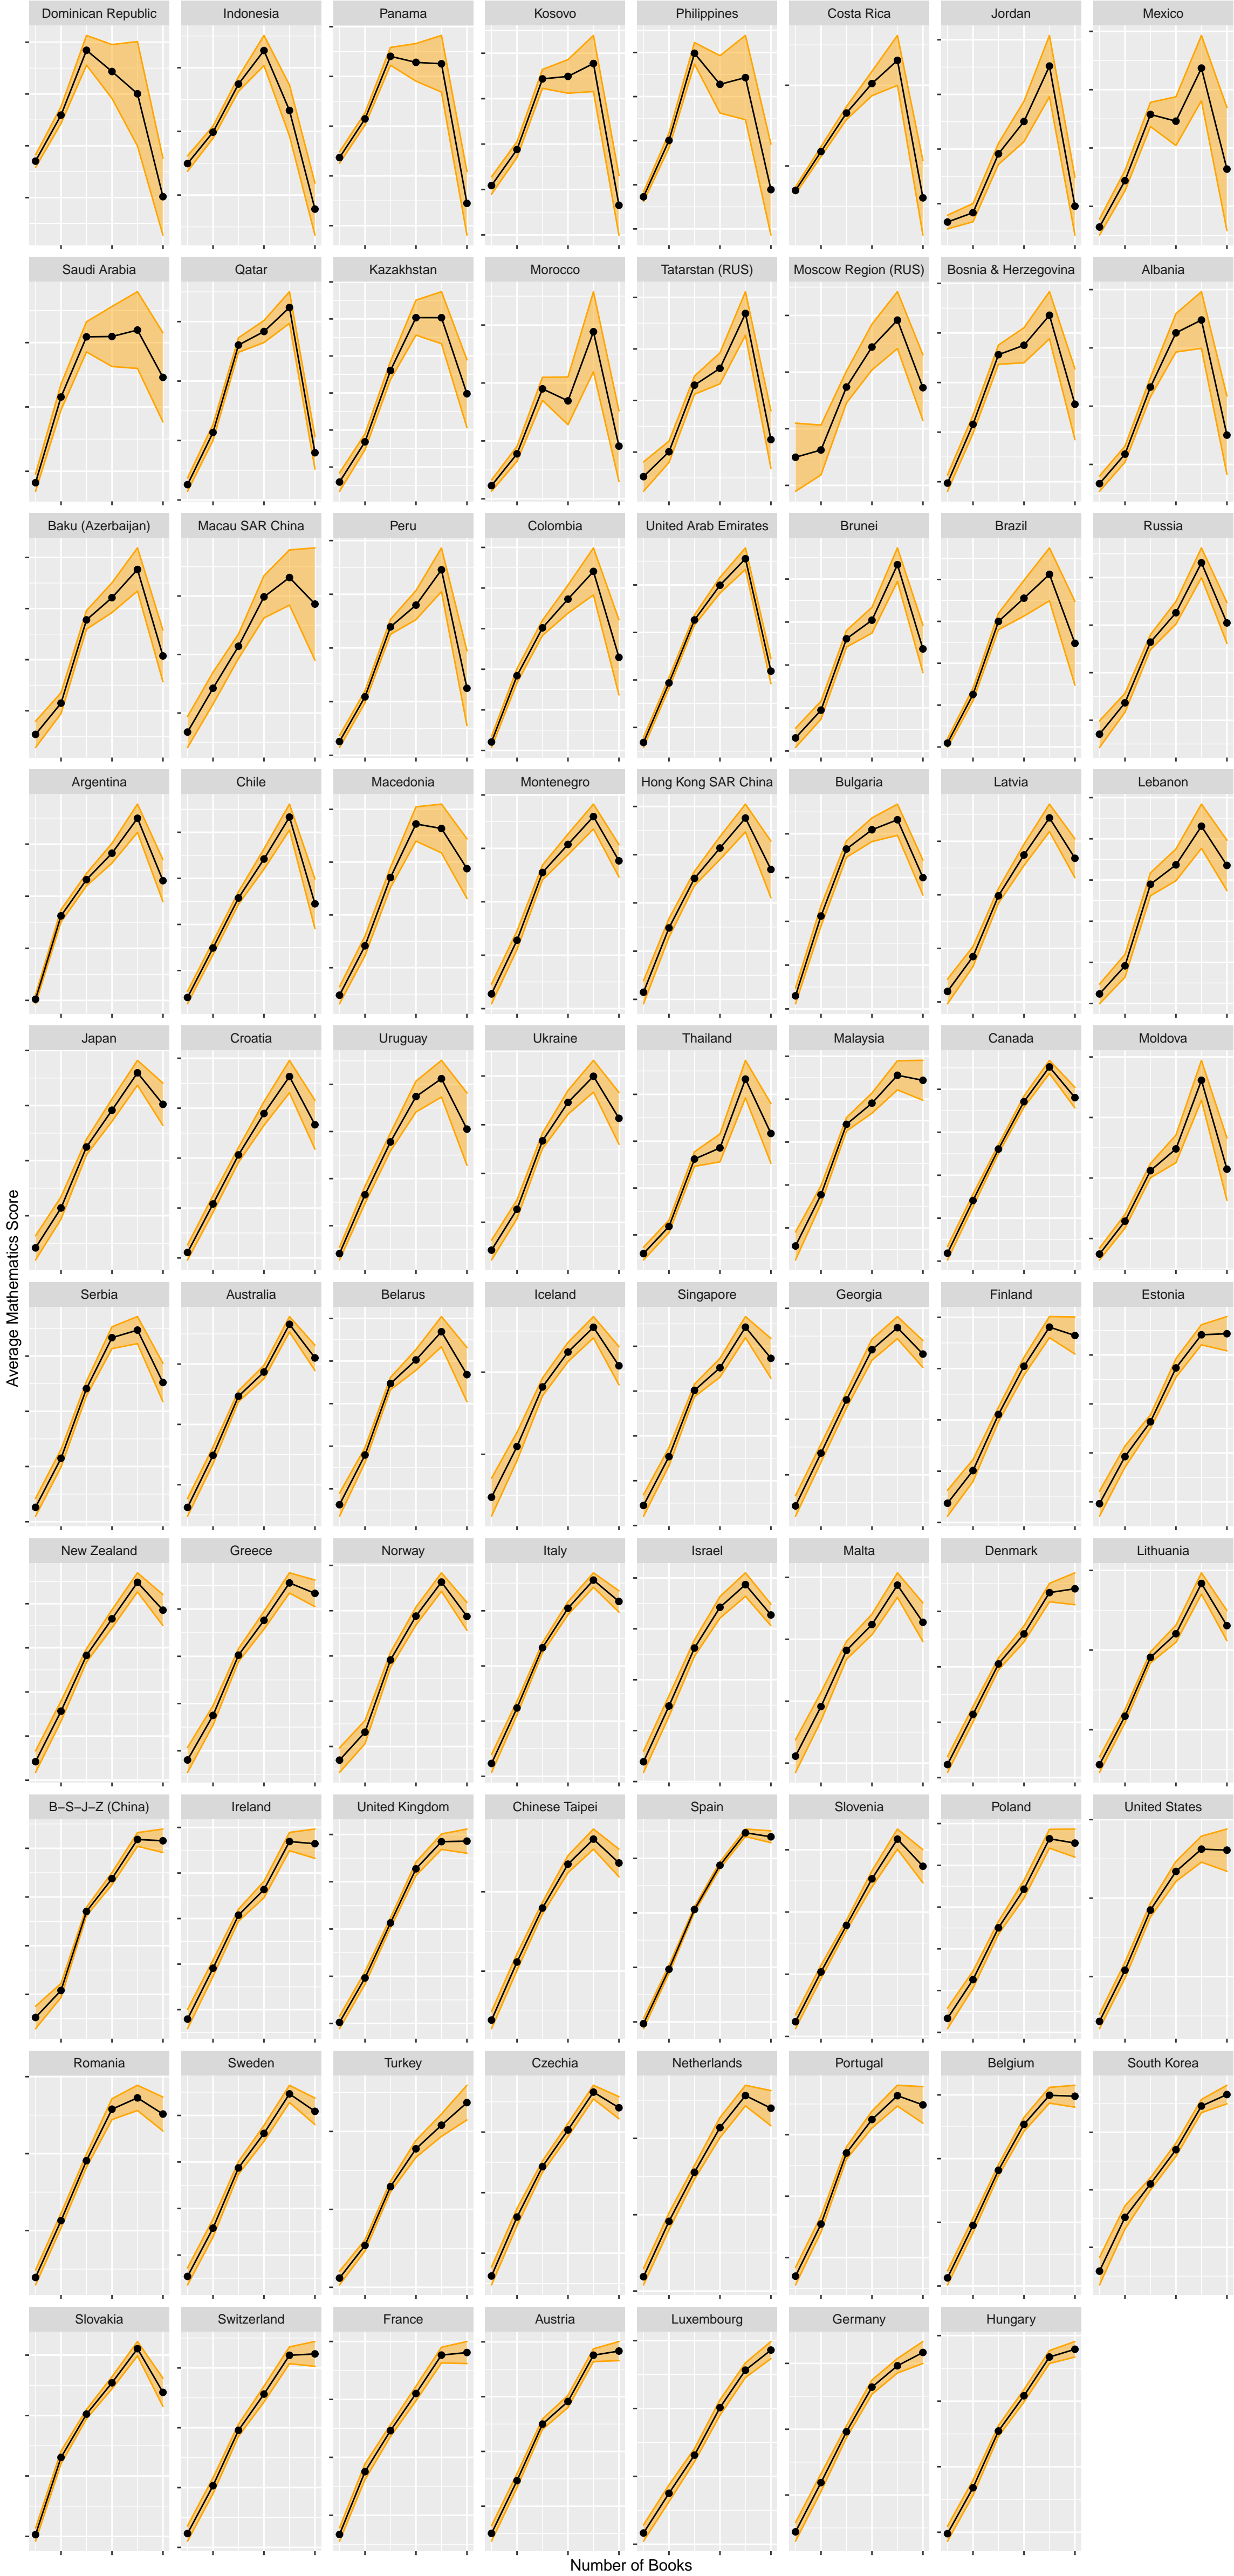 Dominican Republic Indonesia Panama Kosovo Philippines Costa Rica Jordan Mexico
Saudi Arabia Qatar Kazakhstan Morocco Tatarstan (RUS) Moscow Region (RUS) Bosnia & Herzegovina Albania
Baku (Azerbaijan) Macau SAR China Peru Colombia United Arab Emirates Brunei Brazil Russia
Argentina Chile Macedonia Montenegro Hong Kong SAR China Bulgaria Latvia Lebanon
Japan Croatia Uruguay Ukraine Thailand Malaysia Canada Moldova
Average Mathematics Score
Serbia Australia Belarus Iceland Singapore Georgia Finland Estonia
New Zealand Greece Norway Italy Israel Malta Denmark Lithuania
B−S−J−Z (China) Ireland United Kingdom Chinese Taipei Spain Slovenia Poland United States
Romania Sweden Turkey Czechia Netherlands Portugal Belgium South Korea
Slovakia Switzerland France Austria Luxembourg Germany Hungary
Number of Books